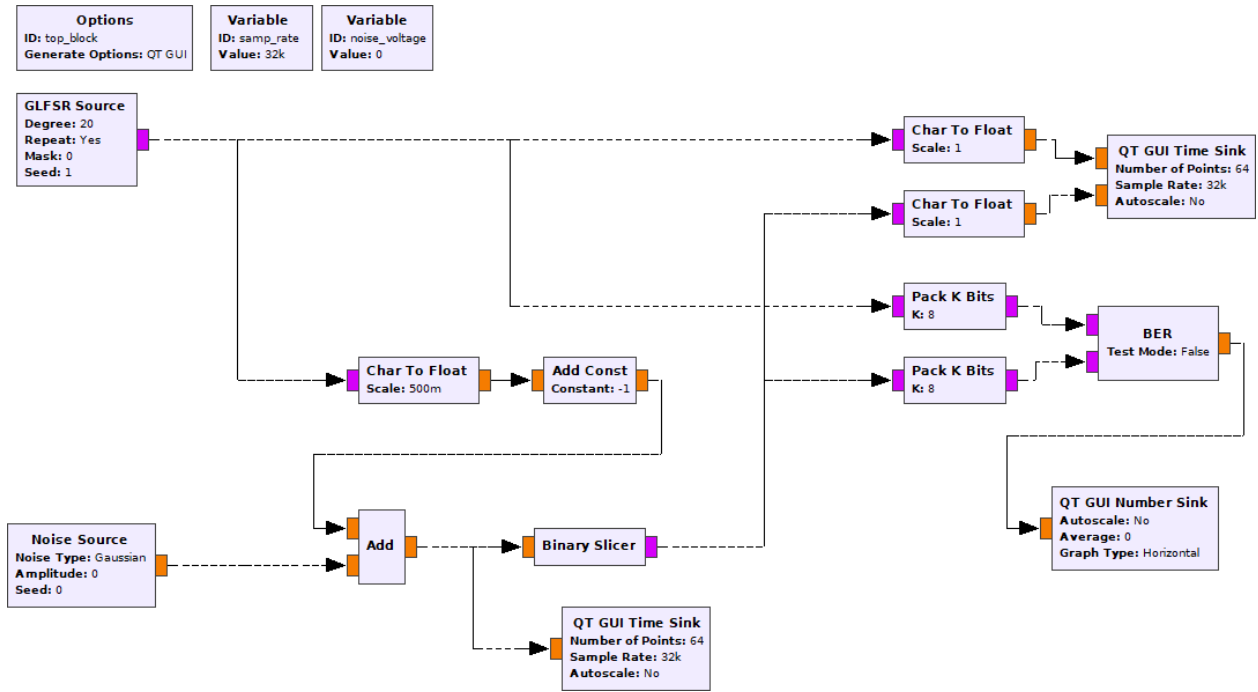 Options
ID: top_block
Generate Options: QT GUI
Variable
ID: samp_rate
Value: 32k
Variable
ID: noise_voltage
Value: 0
GLFSR Source
Degree: 20
Repeat: Yes
Mask: 0
Seed: 1
Char To Float
Scale: 1
QT GUI Time Sink
Number of Points: 64
Sample Rate: 32k
Autoscale: No
Char To Float
Scale: 1
Pack K Bits
K: 8
BER
Test Mode: False
Char To Float
Scale: 500m
Add Const
Constant: -1
Pack K Bits
K: 8
QT GUI Number Sink
Autoscale: No
Average: 0
Graph Type: Horizontal
Noise Source
Noise Type: Gaussian
Amplitude: 0
Seed: 0
Add
Binary Slicer
QT GUI Time Sink
Number of Points: 64
Sample Rate: 32k
Autoscale: No